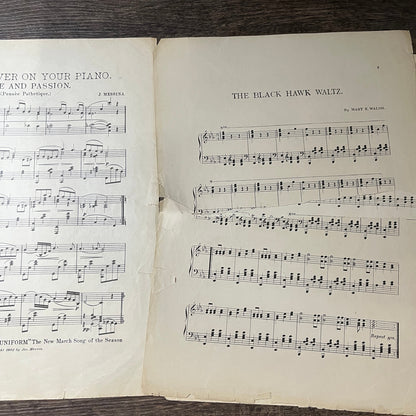 VER ON YOUR PIANO.
E AND PASSION.
(Pensée Pathetique.)
J. MESSINA.
UNIFORM" The New March Song of the Season
THE BLACK HAWK WALTZ.
By MARY E. WALSH.
Repeat 8va.